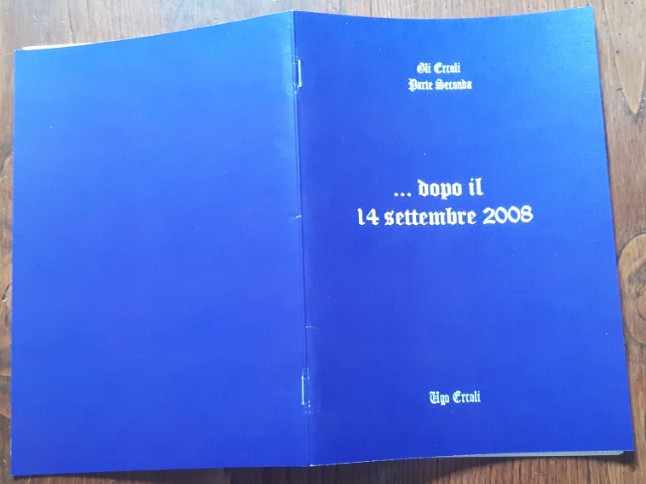 Gli Ercoli
Parte Seconda
... dopo il
14 settembre 2008
Ugo Ercoli